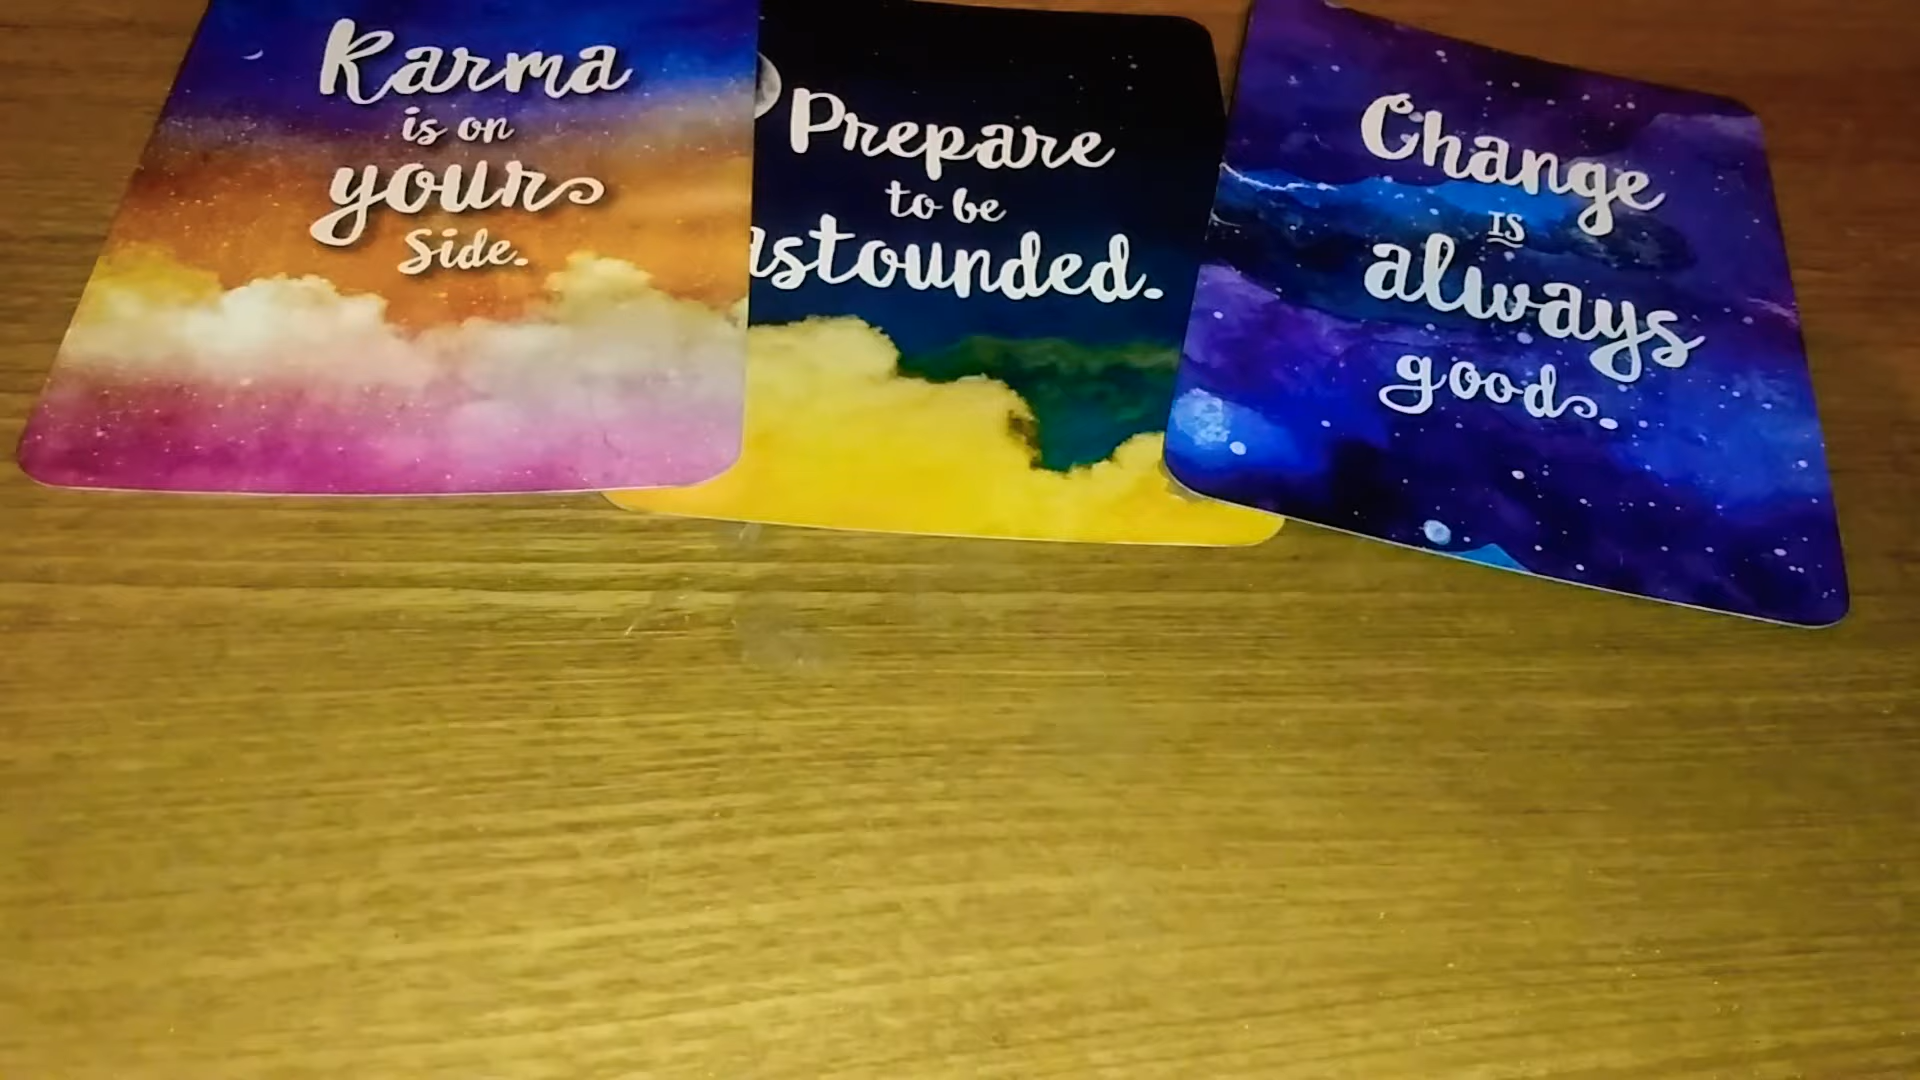 Karma
is on
your
Side.
Prepare
to be
astounded.
Change
IS
always
good.